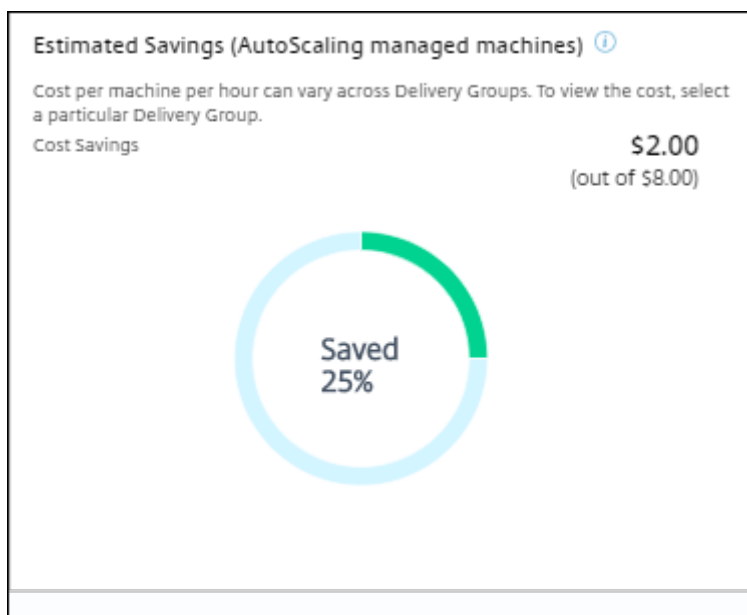 Estimated Savings (AutoScaling managed machines)
Cost per machine per hour can vary across Delivery Groups. To view the cost, select
a particular Delivery Group.
Cost Savings
$2.00
(out of $8.00)
Saved
25%